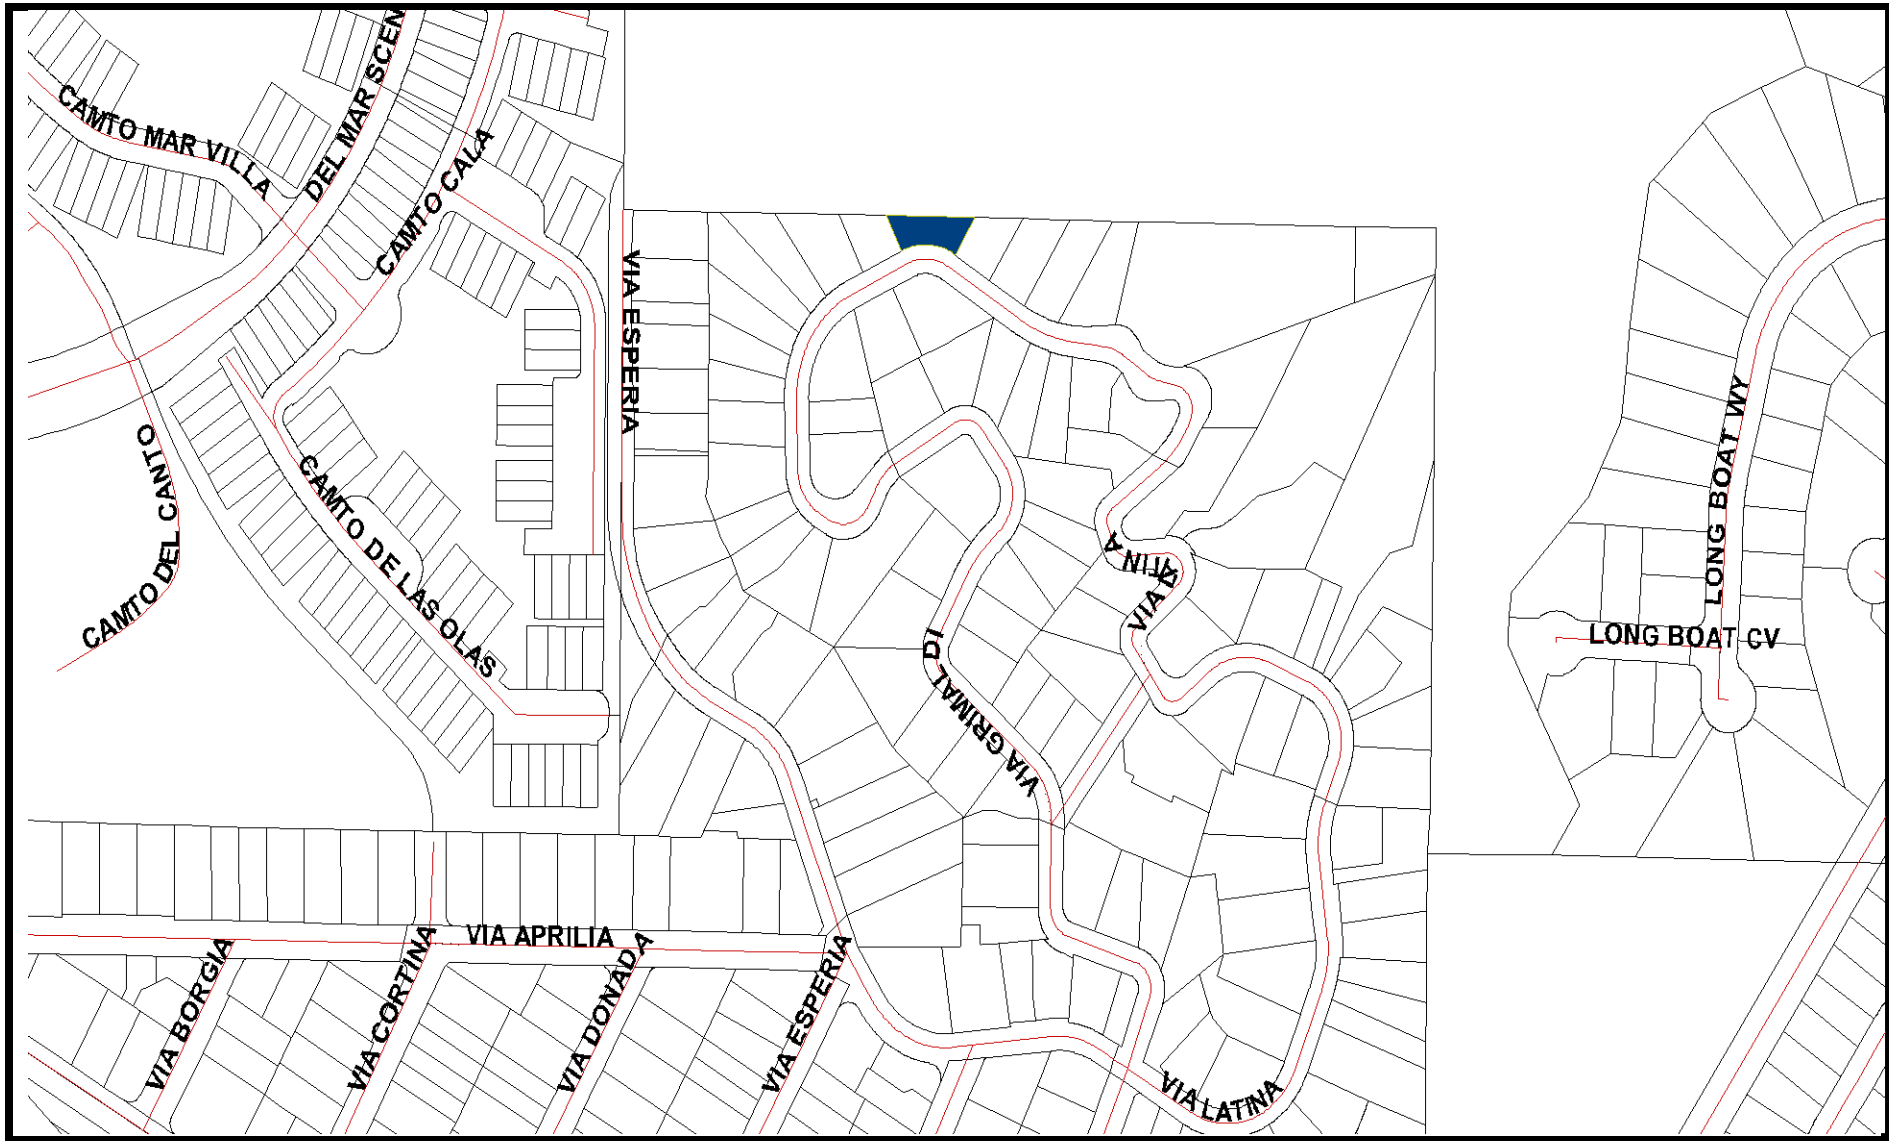 DEL MAR SCEN
CAMTO MAR VILLA
CAMTO CALA
VIA ESPERIA
LONG BOAT WY
CAMTO DEL CANTO
CAMTO DE LAS OLAS
VIA LATINA
LONG BOAT CV
VIA GRIMALDI
VIA APRILIA
VIA BORGIA
VIA CORTINA
VIA DONADA
VIA ESPERIA
VIA LATINA